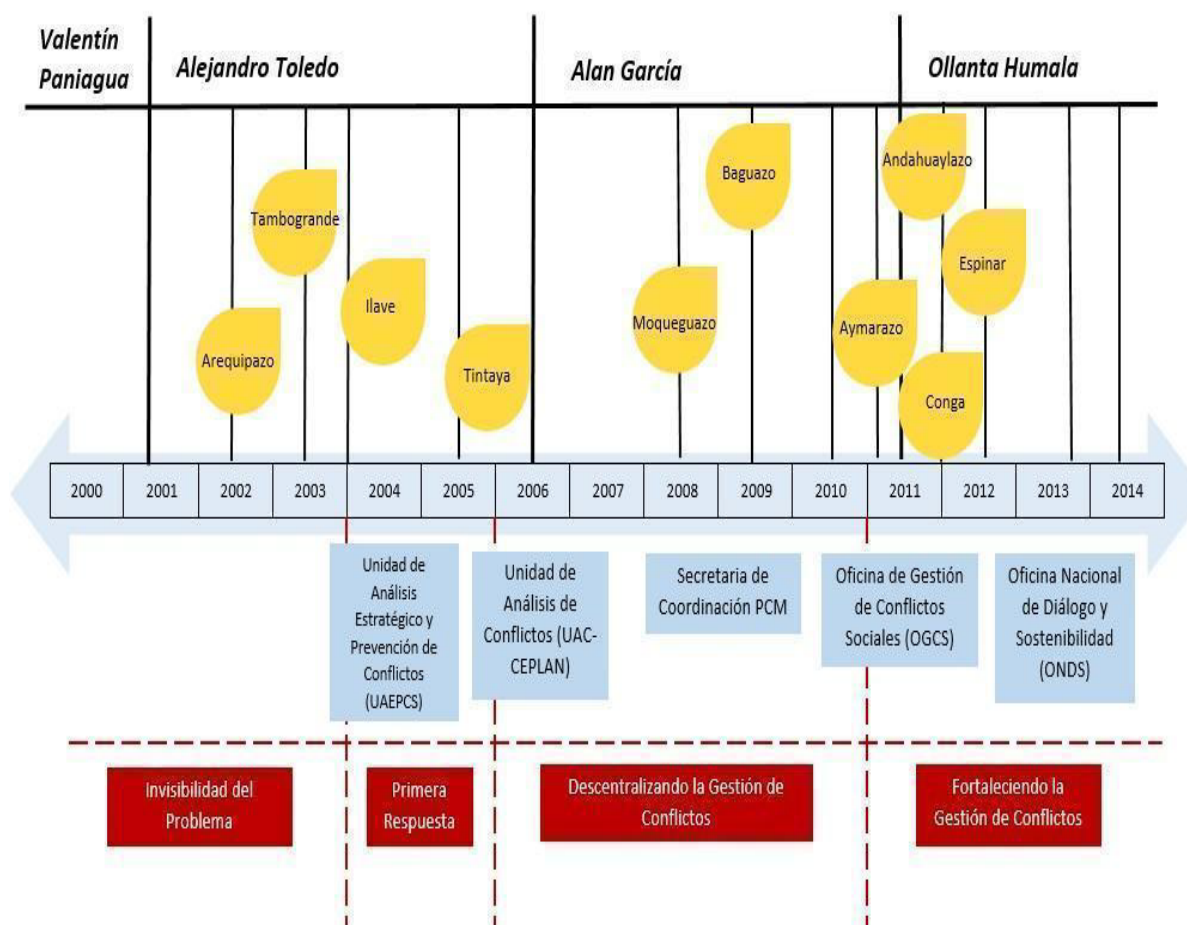 Valentín
Paniagua
Alejandro Toledo
Alan García
Ollanta Humala
Andahuaylazo
Baguazo
Tambogrande
Espinar
Ilave
Moqueguazo
Aymarazo
Arequipazo
Tintaya
Conga
2000 2001 2002 2003 2004 2005 2006 2007 2008 2009 2010 2011 2012 2013 2014
Unidad de
Análisis
Estratégico y
Prevención de
Conflictos
(UAEPCS)
Unidad de
Análisis de
Conflictos (UAC-
CEPLAN)
Secretaria de
Coordinación PCM
Oficina de Gestión
de Conflictos
Sociales (OGCS)
Oficina Nacional
de Diálogo y
Sostenibilidad
(ONDS)
Invisibilidad del
Problema
Primera
Respuesta
Descentralizando la Gestión de
Conflictos
Fortaleciendo la
Gestión de Conflictos